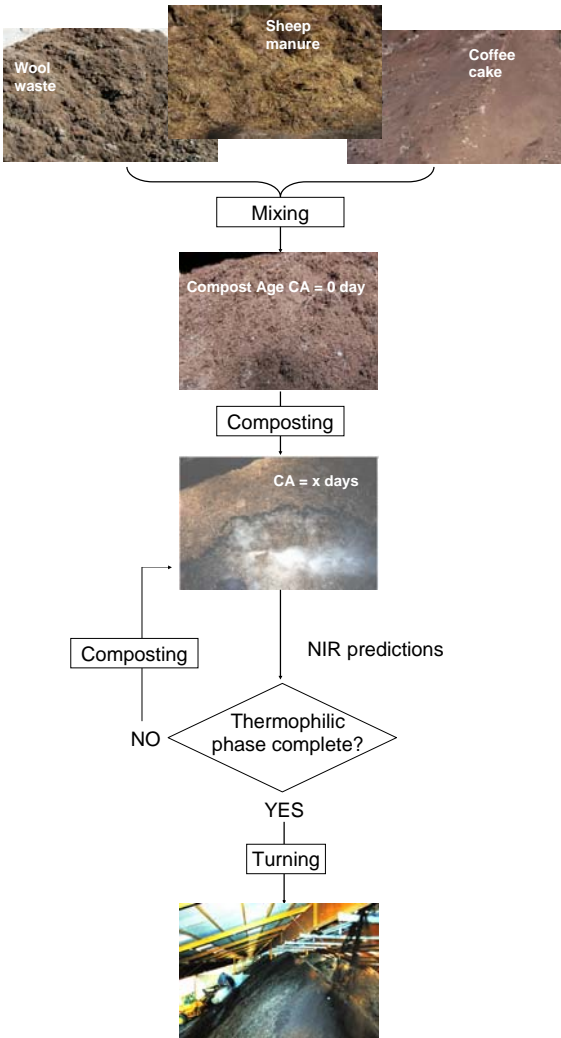 Wool
waste
Sheep
manure
Coffee
cake
Mixing
Compost Age CA = 0 day
Composting
CA = x days
Composting
NIR predictions
Thermophilic
phase complete?
NO
YES
Turning